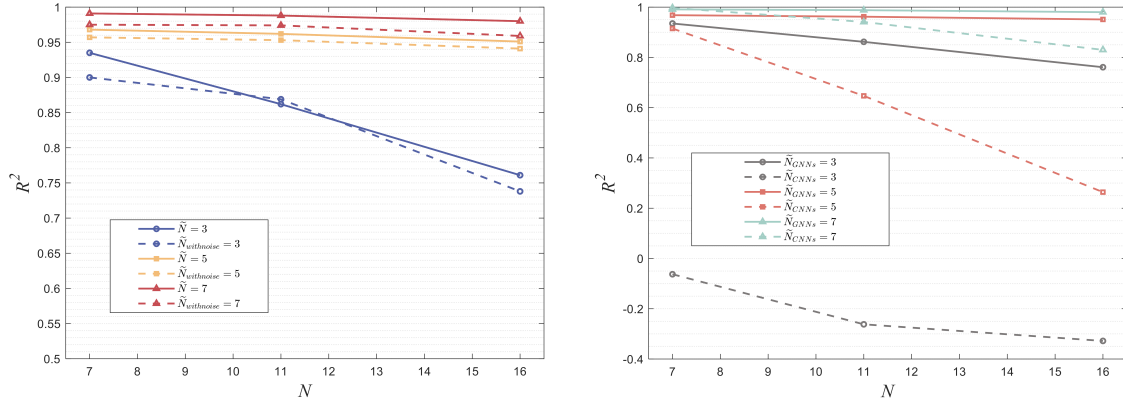 1
0.95
0.9
0.85
0.8
0.75
0.7
0.65
0.6
0.55
0.5
R²
Ñ = 3
Ñ_withnoise = 3
Ñ = 5
Ñ_withnoise = 5
Ñ = 7
Ñ_withnoise = 7
7 8 9 10 11 12 13 14 15 16
N
1
0.8
0.6
0.4
0.2
0
-0.2
-0.4
R²
Ñ_GNNs = 3
Ñ_CNNs = 3
Ñ_GNNs = 5
Ñ_CNNs = 5
Ñ_GNNs = 7
Ñ_CNNs = 7
7 8 9 10 11 12 13 14 15 16
N